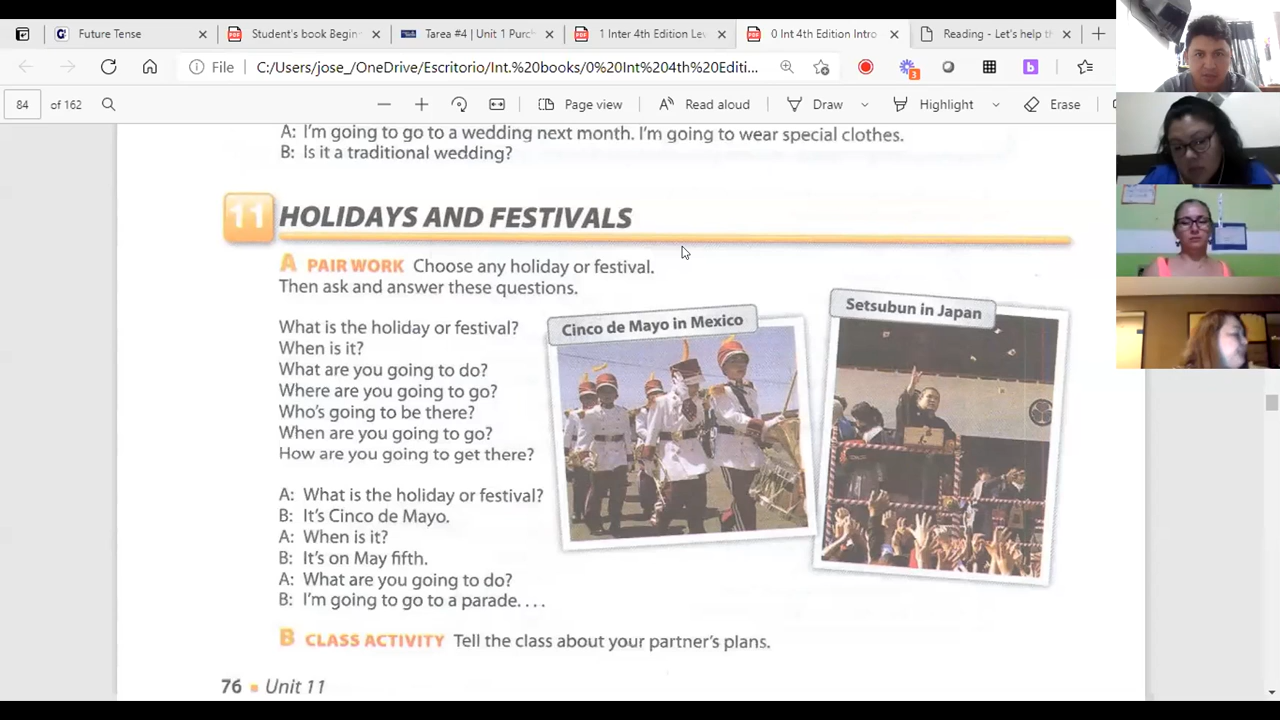 Future Tense
Student's book Begin
Tarea #4 | Unit 1 Purch
1 Inter 4th Edition Lev
0 Int 4th Edition Intro
Reading - Let's help th
File
C:/Users/jose_/OneDrive/Escritorio/Int.%20books/0%20Int%204th%20Editi...
3
b
84 of 162
Page view
Read aloud
Draw
Highlight
Erase
A: I'm going to go to a wedding next month. I'm going to wear special clothes.
B: Is it a traditional wedding?
11 HOLIDAYS AND FESTIVALS
A PAIR WORK Choose any holiday or festival.
Then ask and answer these questions.
What is the holiday or festival?
When is it?
What are you going to do?
Where are you going to go?
Who's going to be there?
When are you going to go?
How are you going to get there?
A: What is the holiday or festival?
B: It's Cinco de Mayo.
A: When is it?
B: It's on May fifth.
A: What are you going to do?
B: I'm going to go to a parade. . . .
Cinco de Mayo in Mexico
Setsubun in Japan
B CLASS ACTIVITY Tell the class about your partner's plans.
76 ▪ Unit 11